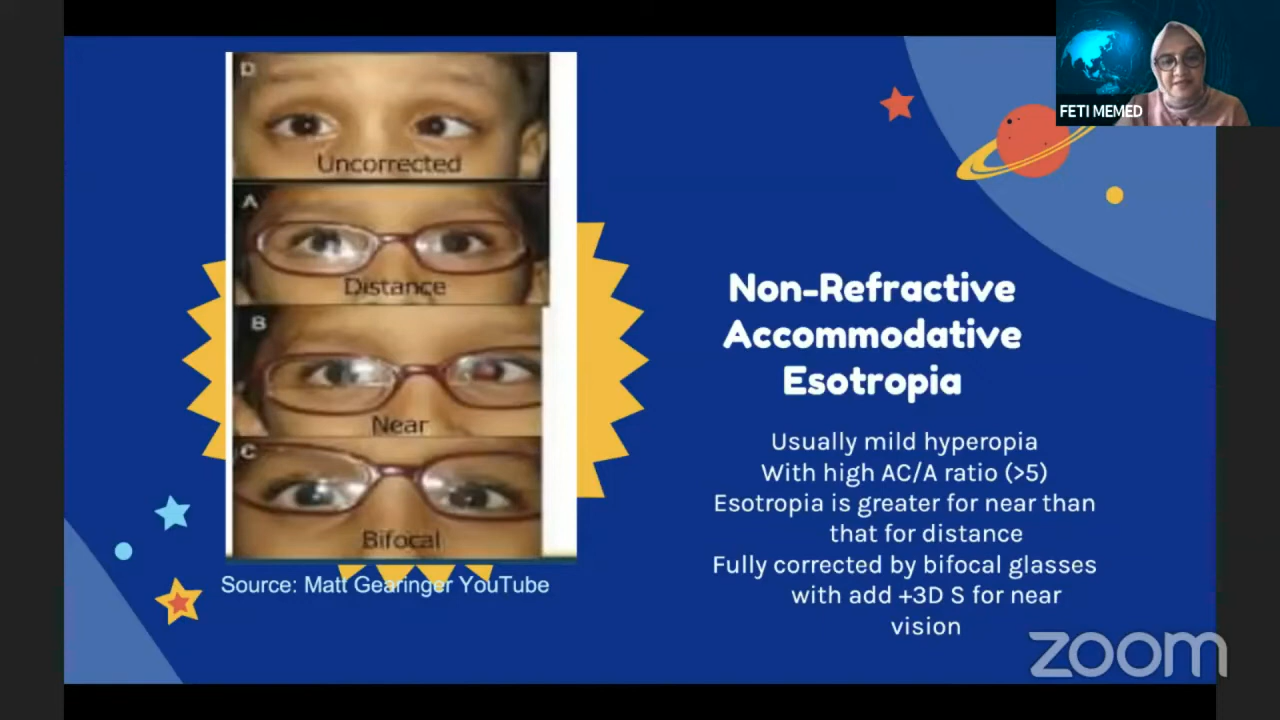 FETI MEMED
D
Uncorrected
A
Distance
B
Near
C
Bifocal
Source: Matt Gearinger YouTube
Non-Refractive
Accommodative
Esotropia
Usually mild hyperopia
With high AC/A ratio (>5)
Esotropia is greater for near than
that for distance
Fully corrected by bifocal glasses
with add +3D S for near
vision
zoom